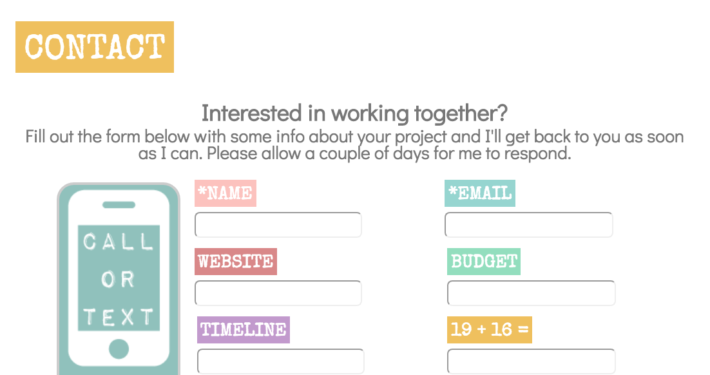 CONTACT
Interested in working together?
Fill out the form below with some info about your project and I'll get back to you as soon
as I can. Please allow a couple of days for me to respond.
CALL
OR
TEXT
*NAME
*EMAIL
WEBSITE
BUDGET
TIMELINE
19 + 16 =